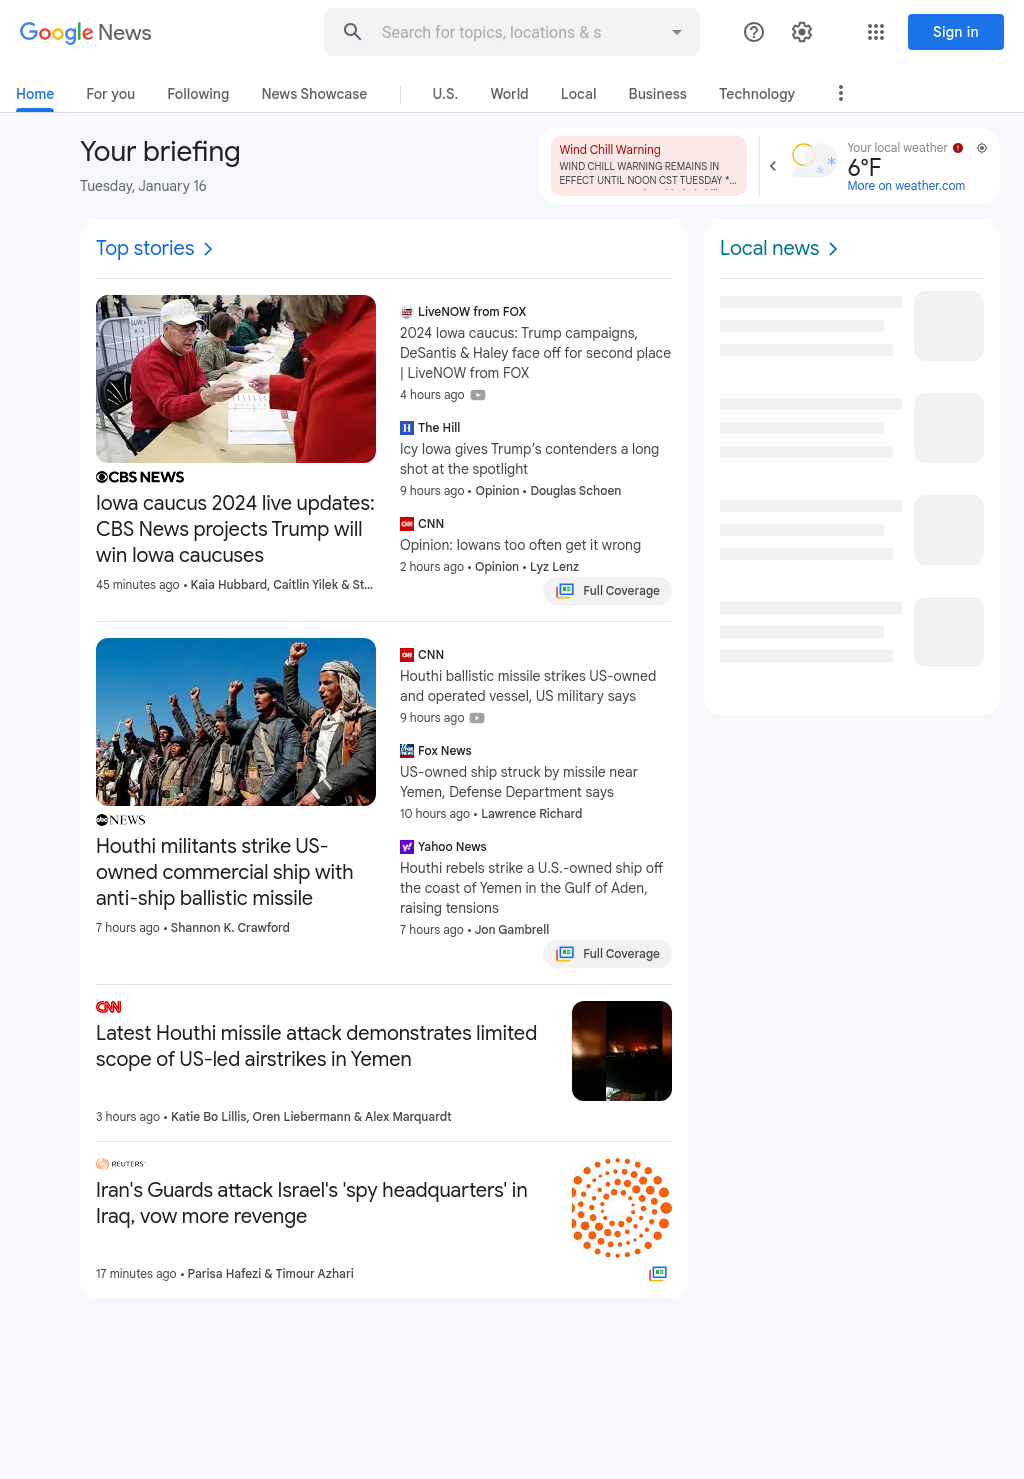 Google News
Search for topics, locations & s
Sign in
Home
For you
Following
News Showcase
U.S.
World
Local
Business
Technology
Your briefing
Tuesday, January 16
Wind Chill Warning
WIND CHILL WARNING REMAINS IN
EFFECT UNTIL NOON CST TUESDAY *...
Your local weather
6°F
More on weather.com
Top stories
CBS NEWS
Iowa caucus 2024 live updates:
CBS News projects Trump will
win Iowa caucuses
45 minutes ago • Kaia Hubbard, Caitlin Yilek & St...
LiveNOW from FOX
2024 Iowa caucus: Trump campaigns,
DeSantis & Haley face off for second place
| LiveNOW from FOX
4 hours ago
The Hill
Icy Iowa gives Trump’s contenders a long
shot at the spotlight
9 hours ago • Opinion • Douglas Schoen
CNN
Opinion: Iowans too often get it wrong
2 hours ago • Opinion • Lyz Lenz
Full Coverage
abc NEWS
Houthi militants strike US-
owned commercial ship with
anti-ship ballistic missile
7 hours ago • Shannon K. Crawford
CNN
Houthi ballistic missile strikes US-owned
and operated vessel, US military says
9 hours ago
Fox News
US-owned ship struck by missile near
Yemen, Defense Department says
10 hours ago • Lawrence Richard
Yahoo News
Houthi rebels strike a U.S.-owned ship off
the coast of Yemen in the Gulf of Aden,
raising tensions
7 hours ago • Jon Gambrell
Full Coverage
CNN
Latest Houthi missile attack demonstrates limited
scope of US-led airstrikes in Yemen
3 hours ago • Katie Bo Lillis, Oren Liebermann & Alex Marquardt
REUTERS
Iran's Guards attack Israel's 'spy headquarters' in
Iraq, vow more revenge
17 minutes ago • Parisa Hafezi & Timour Azhari
Local news